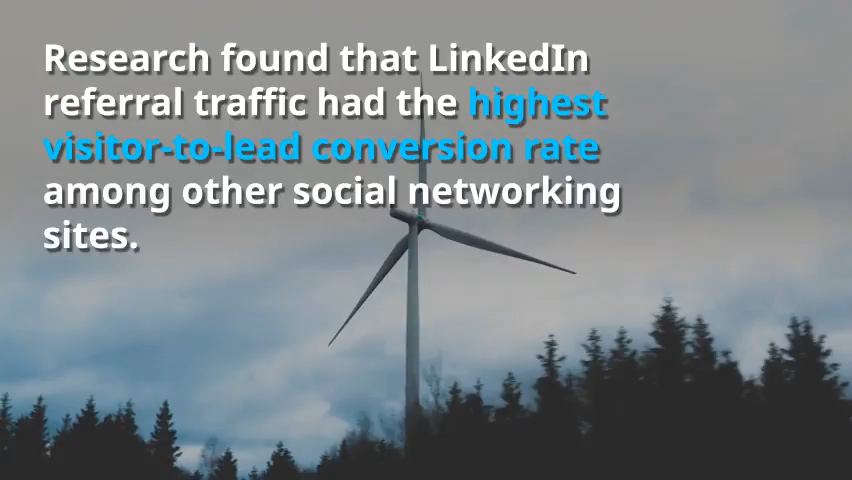 Research found that LinkedIn
referral traffic had the highest
visitor-to-lead conversion rate
among other social networking
sites.